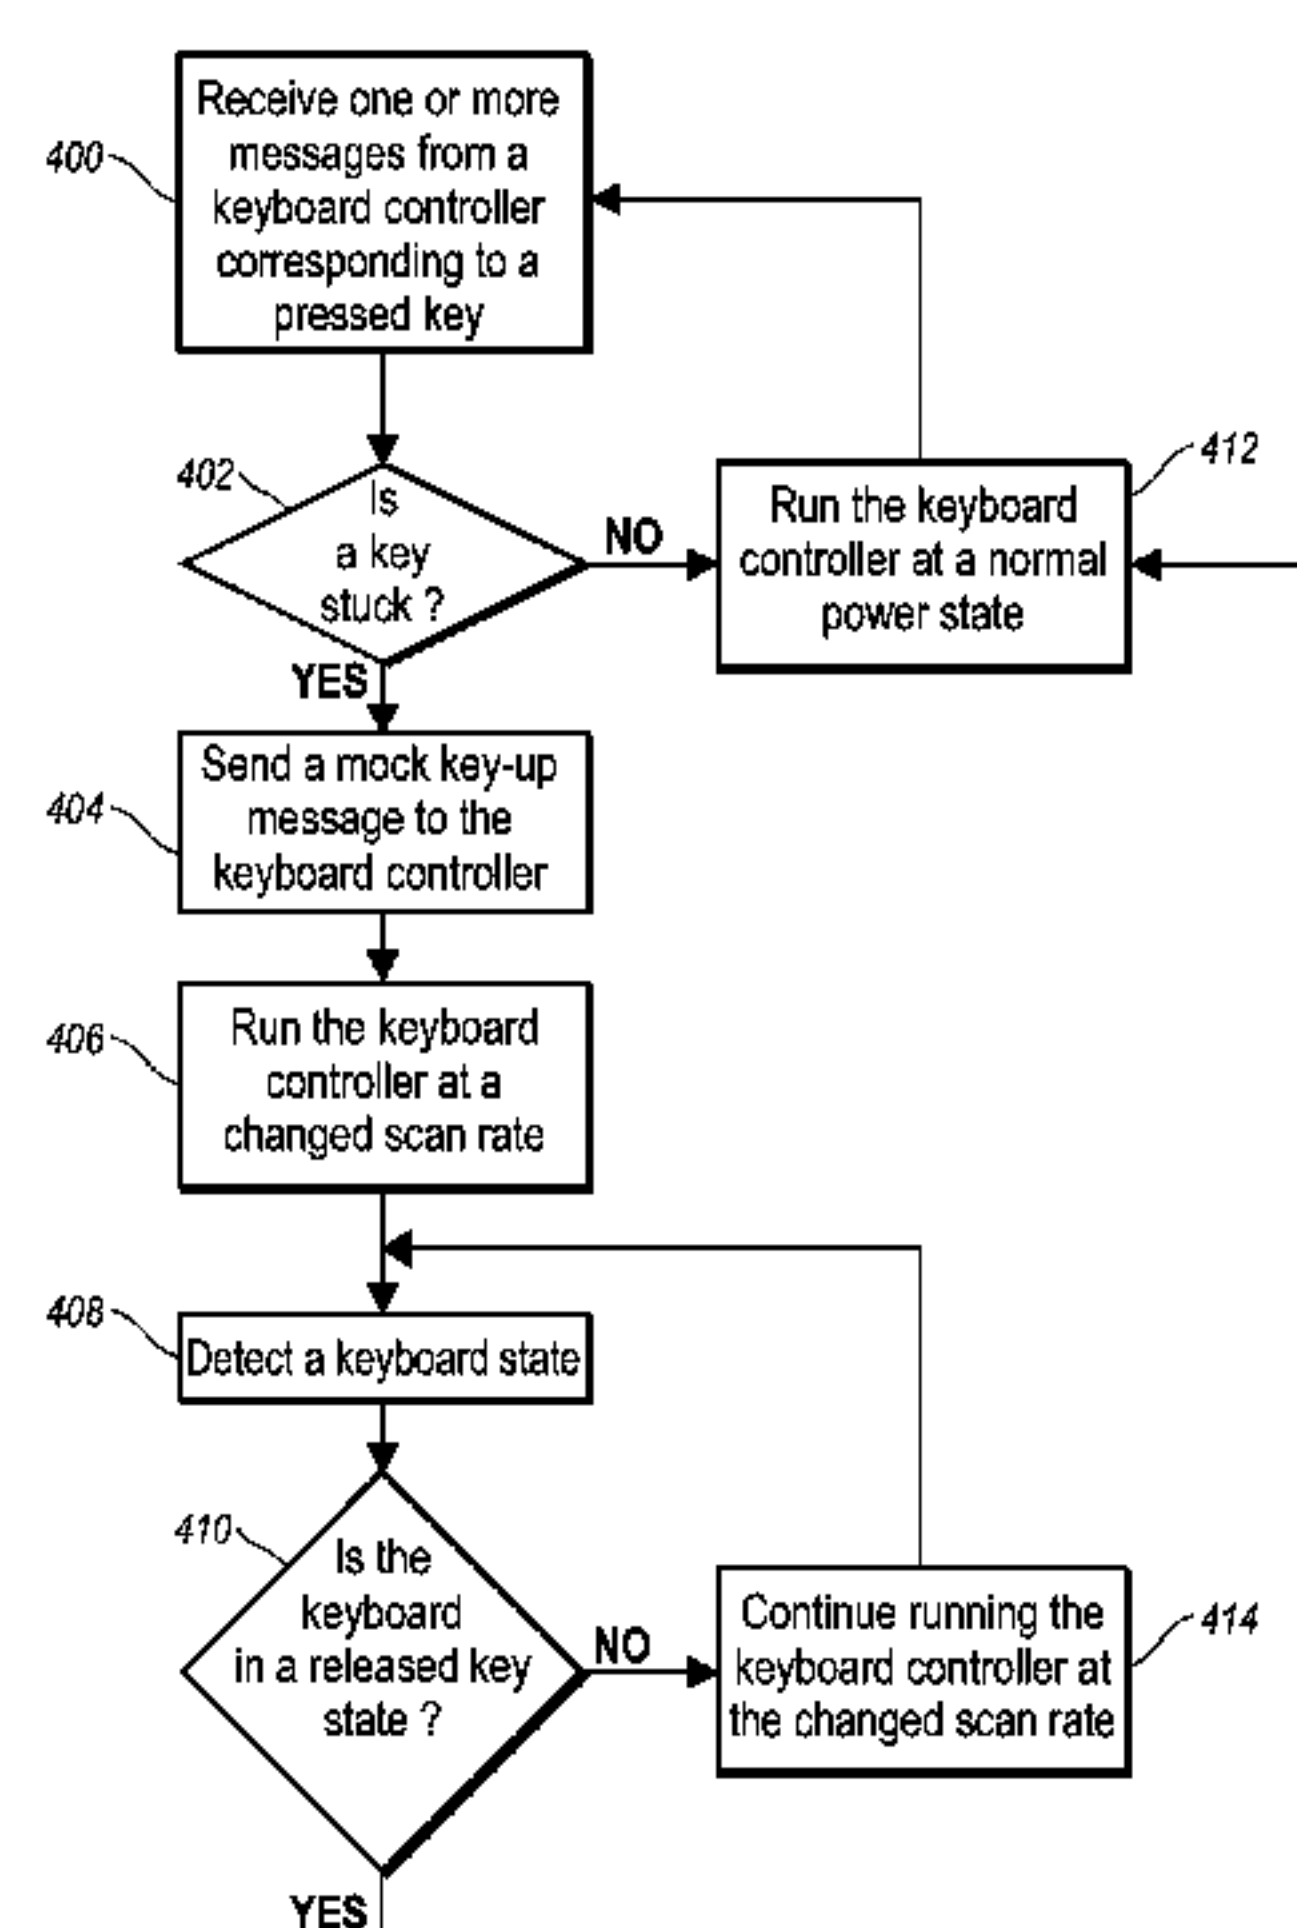 400
Receive one or more
messages from a
keyboard controller
corresponding to a
pressed key
402
Is
a key
stuck ?
NO
YES
412
Run the keyboard
controller at a normal
power state
404
Send a mock key-up
message to the
keyboard controller
406
Run the keyboard
controller at a
changed scan rate
408
Detect a keyboard state
410
Is the
keyboard
in a released key
state ?
NO
YES
414
Continue running the
keyboard controller at
the changed scan rate